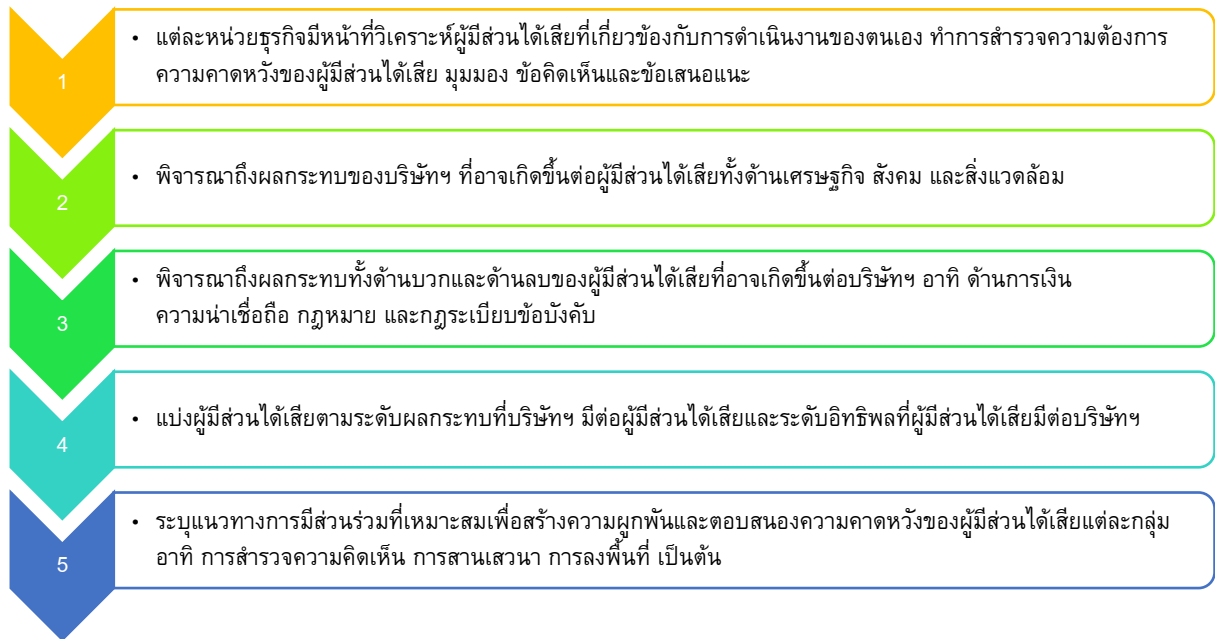 1
• แต่ละหน่วยธุรกิจมีหน้าที่วิเคราะห์ผู้มีส่วนได้เสียที่เกี่ยวข้องกับการดำเนินงานของตนเอง ทำการสำรวจความต้องการ
ความคาดหวังของผู้มีส่วนได้เสีย มุมมอง ข้อคิดเห็นและข้อเสนอแนะ
2
• พิจารณาถึงผลกระทบของบริษัทฯ ที่อาจเกิดขึ้นต่อผู้มีส่วนได้เสียทั้งด้านเศรษฐกิจ สังคม และสิ่งแวดล้อม
3
• พิจารณาถึงผลกระทบทั้งด้านบวกและด้านลบของผู้มีส่วนได้เสียที่อาจเกิดขึ้นต่อบริษัทฯ อาทิ ด้านการเงิน
ความน่าเชื่อถือ กฎหมาย และกฎระเบียบข้อบังคับ
4
• แบ่งผู้มีส่วนได้เสียตามระดับผลกระทบที่บริษัทฯ มีต่อผู้มีส่วนได้เสียและระดับอิทธิพลที่ผู้มีส่วนได้เสียมีต่อบริษัทฯ
5
• ระบุแนวทางการมีส่วนร่วมที่เหมาะสมเพื่อสร้างความผูกพันและตอบสนองความคาดหวังของผู้มีส่วนได้เสียแต่ละกลุ่ม
อาทิ การสำรวจความคิดเห็น การสานเสวนา การลงพื้นที่ เป็นต้น